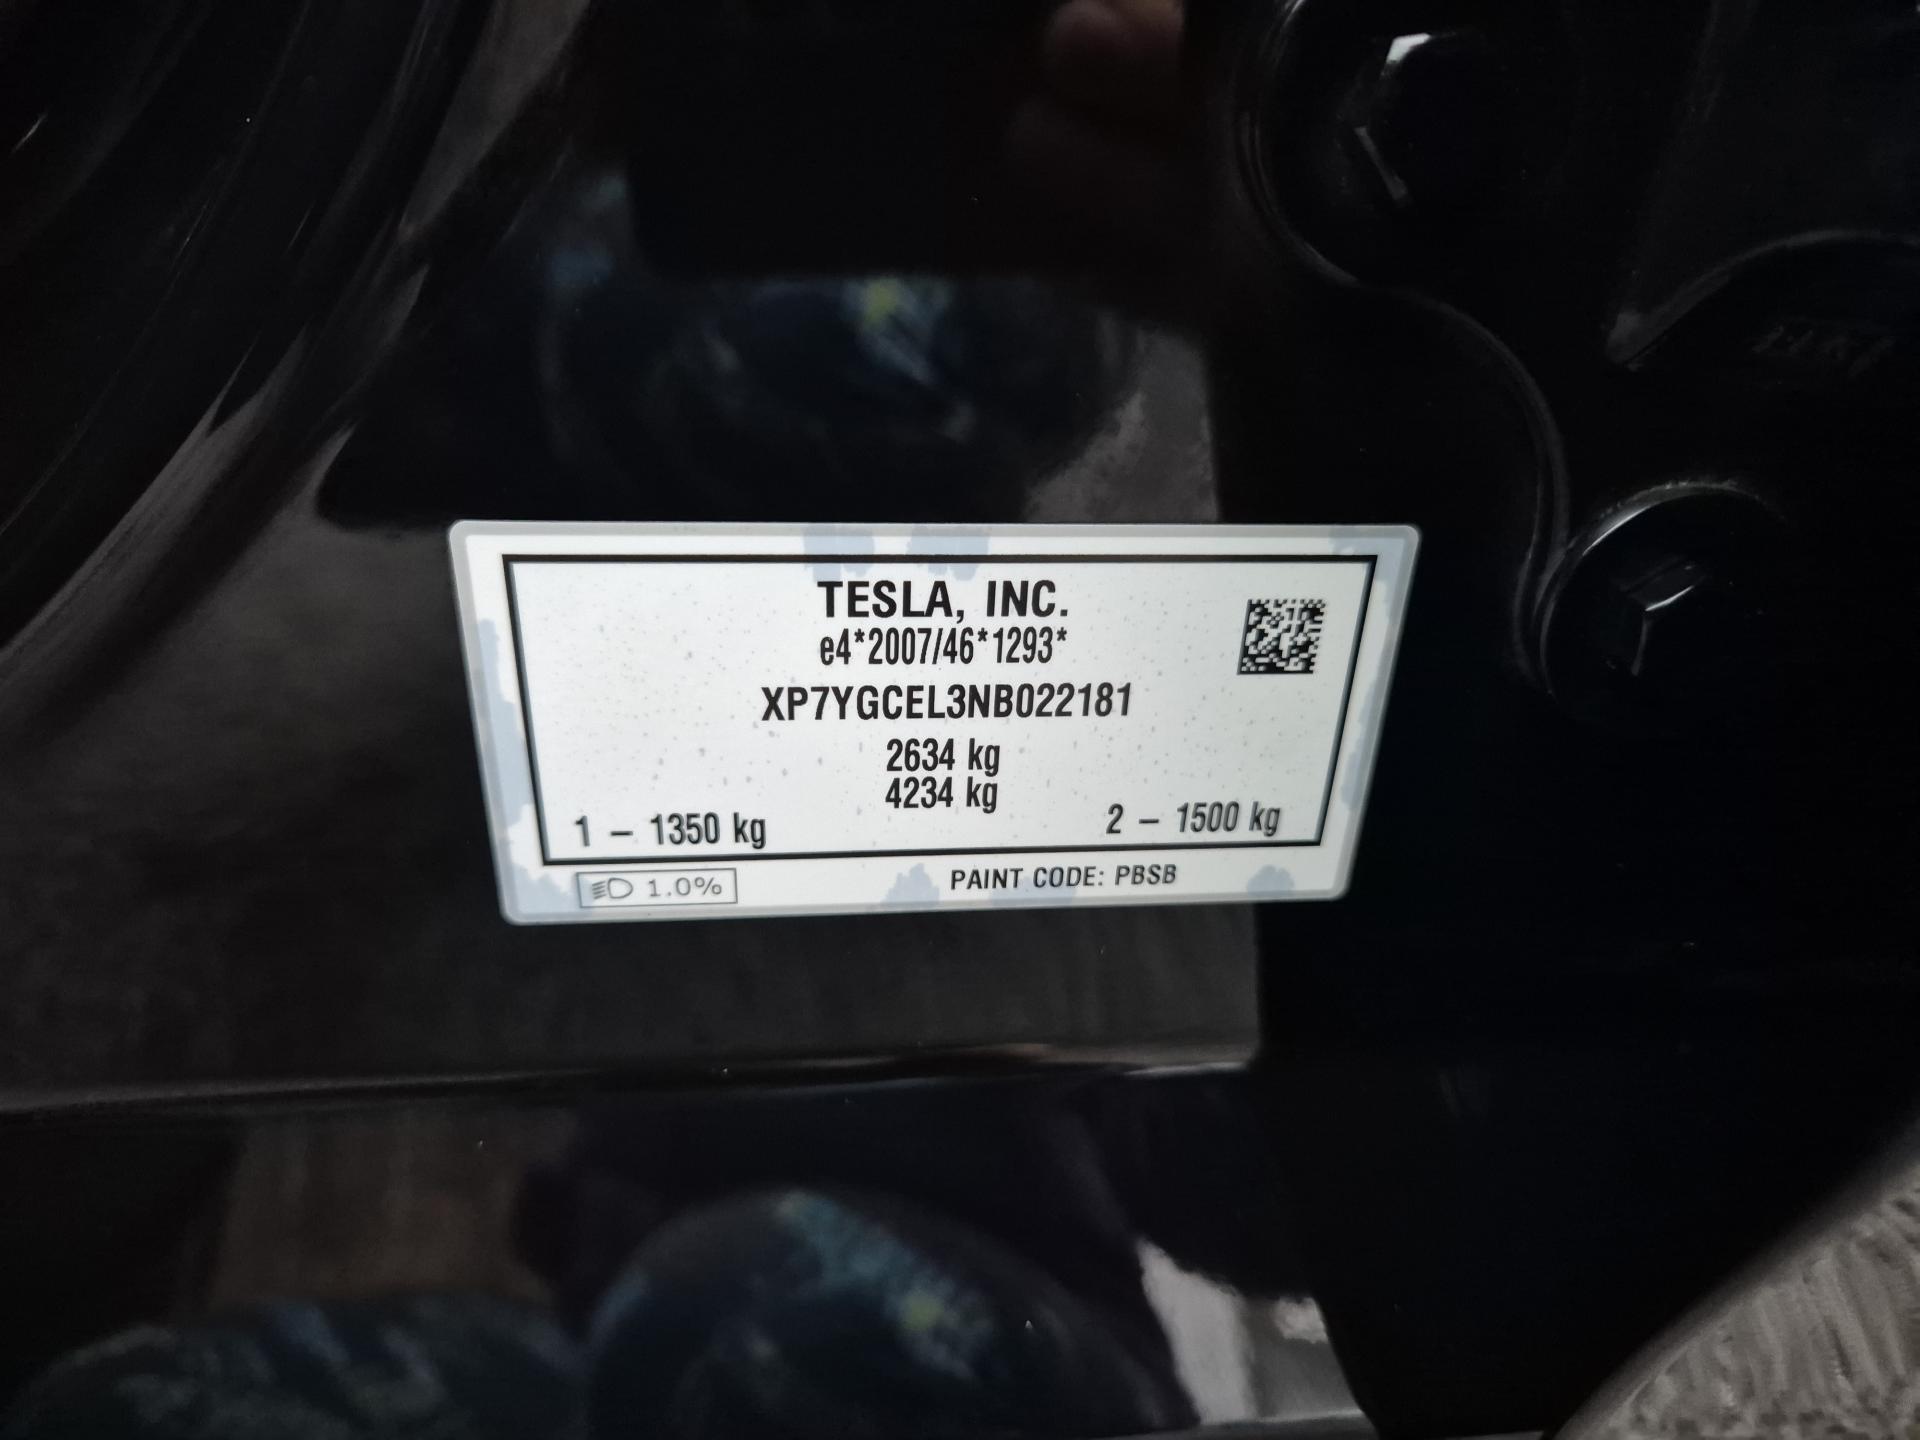 TESLA, INC.
e4*2007/46*1293*
XP7YGCEL3NB022181
2634 kg
4234 kg
1 – 1350 kg
2 – 1500 kg
1.0%
PAINT CODE: PBSB